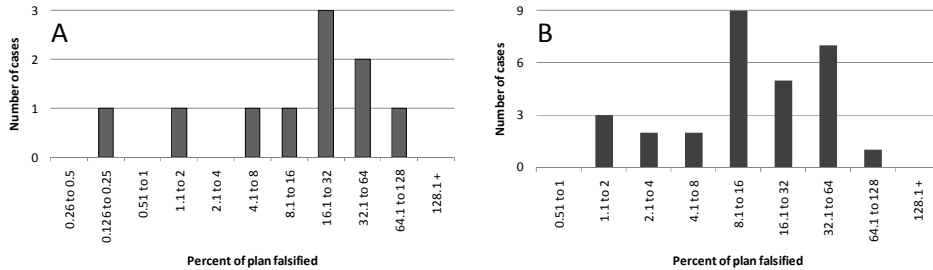 A
Number of cases
3
2
1
0
0.26 to 0.5
0.126 to 0.25
0.51 to 1
1.1 to 2
2.1 to 4
4.1 to 8
8.1 to 16
16.1 to 32
32.1 to 64
64.1 to 128
128.1 +
Percent of plan falsified
B
Number of cases
9
6
3
0
0.51 to 1
1.1 to 2
2.1 to 4
4.1 to 8
8.1 to 16
16.1 to 32
32.1 to 64
64.1 to 128
128.1 +
Percent of plan falsified